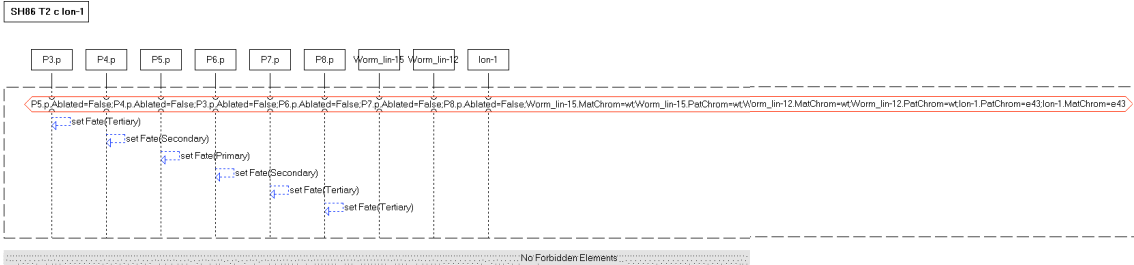 SH86 T2 c lon-1
P3.p P4.p P5.p P6.p P7.p P8.p Worm_lin-15 Worm_lin-12 lon-1
P5.p.Ablated=False;P4.p.Ablated=False;P3.p.Ablated=False;P6.p.Ablated=False;P7.p.Ablated=False;P8.p.Ablated=False;Worm_lin-15.MatChrom=wt;Worm_lin-15.PatChrom=wt;Worm_lin-12.MatChrom=wt;Worm_lin-12.PatChrom=wt;lon-1.PatChrom=e43;lon-1.MatChrom=e43
set Fate(Tertiary)
set Fate(Secondary)
set Fate(Primary)
set Fate(Secondary)
set Fate(Tertiary)
set Fate(Tertiary)
No Forbidden Elements